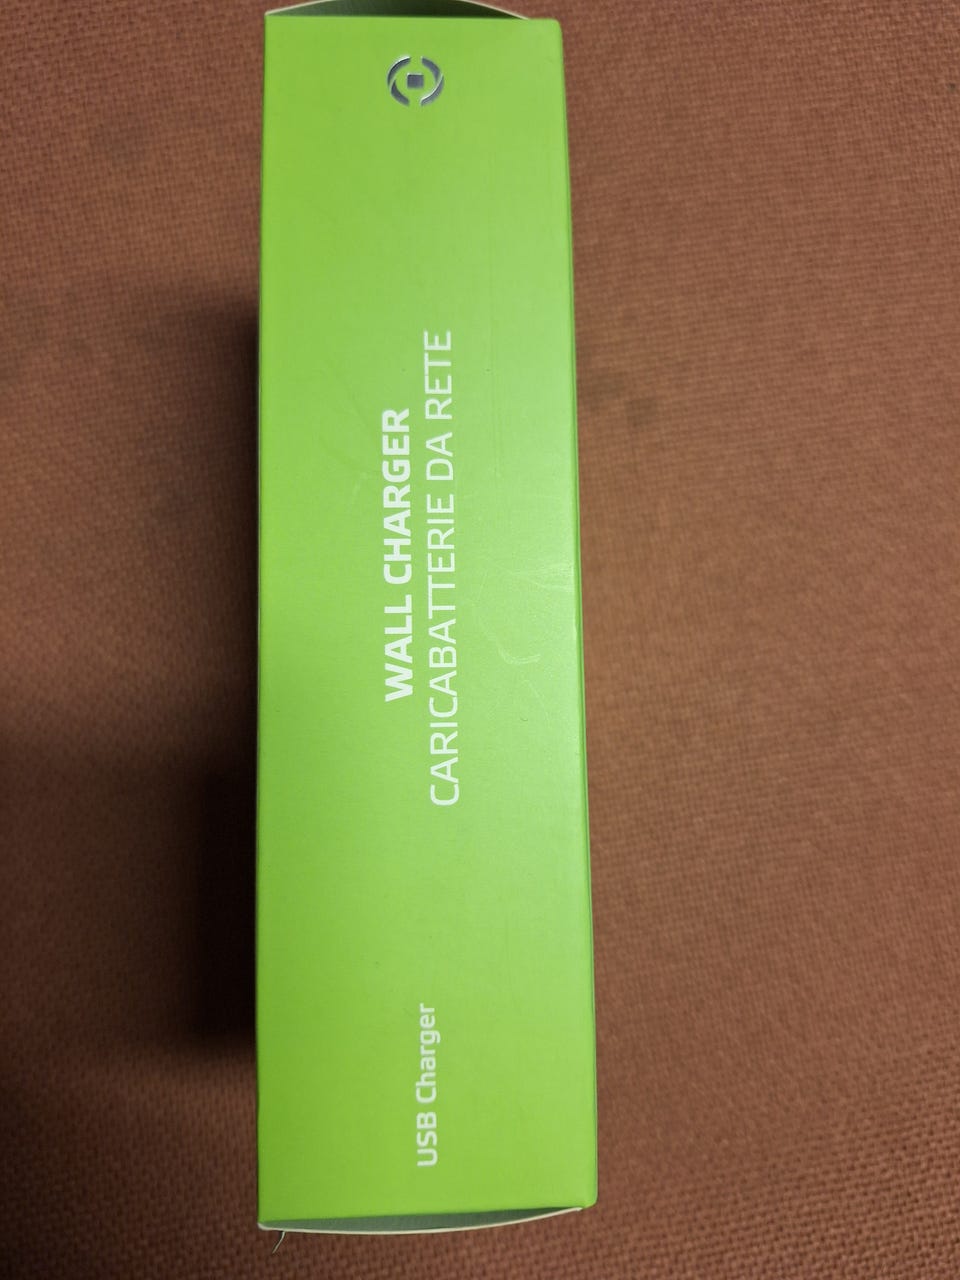 WALL CHARGER
CARICABATTERIE DA RETE
USB Charger